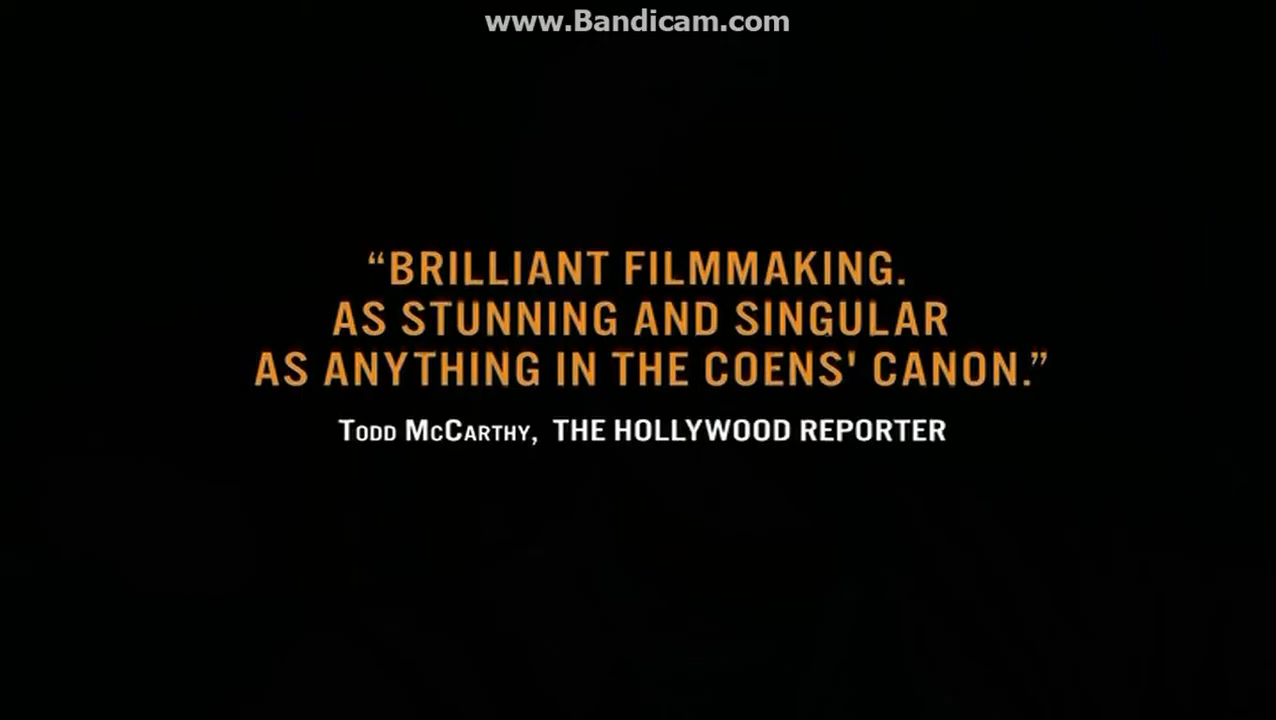 www.Bandicam.com
“BRILLIANT FILMMAKING.
AS STUNNING AND SINGULAR
AS ANYTHING IN THE COENS' CANON.”
TODD MCCARTHY, THE HOLLYWOOD REPORTER